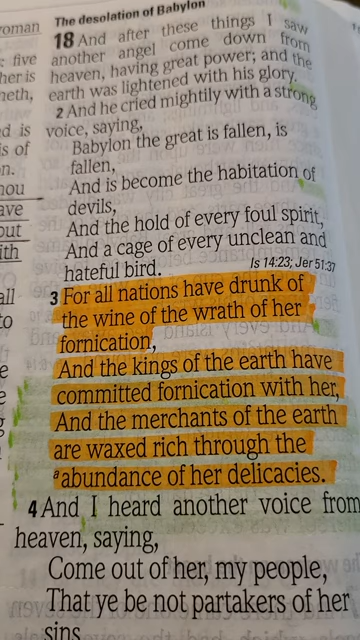 The desolation of Babylon
18 And after these things I saw
another angel come down from
heaven, having great power; and the
earth was lightened with his glory.
2 And he cried mightily with a strong
voice, saying,
Babylon the great is fallen, is
fallen,
And is become the habitation of
devils,
And the hold of every foul spirit,
And a cage of every unclean and
hateful bird.
Is 14:23; Jer 51:37
3 For all nations have drunk of
the wine of the wrath of her
fornication,
And the kings of the earth have
committed fornication with her,
And the merchants of the earth
are waxed rich through the
a abundance of her delicacies.
4 And I heard another voice from
heaven, saying,
Come out of her, my people,
That ye be not partakers of her
sins